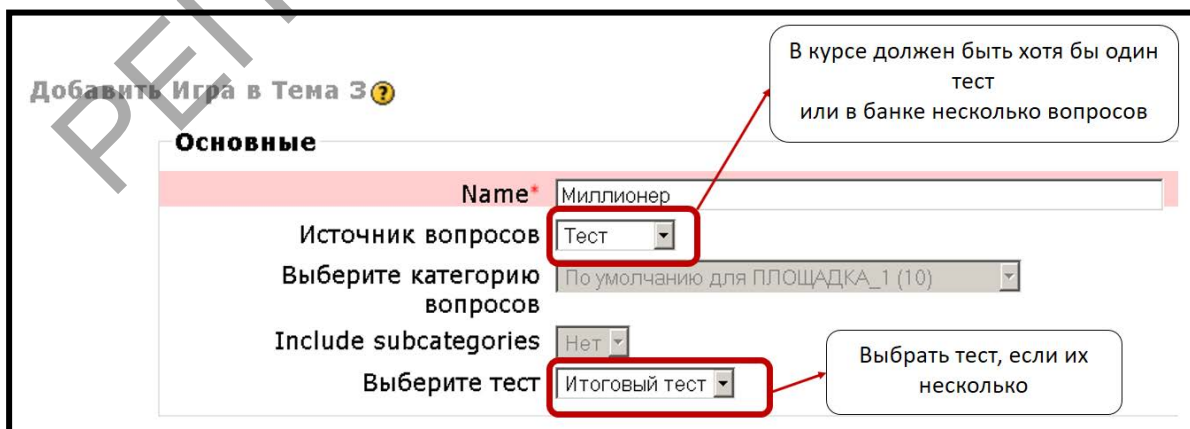 В курсе должен быть хотя бы один
тест
или в банке несколько вопросов
Добавить Игра в Тема 3
Основные
Name* Миллионер
Источник вопросов Тест
Выберите категорию По умолчанию для ПЛОЩАДКА_1 (10)
вопросов
Include subcategories Нет
Выберите тест Итоговый тест
Выбрать тест, если их
несколько